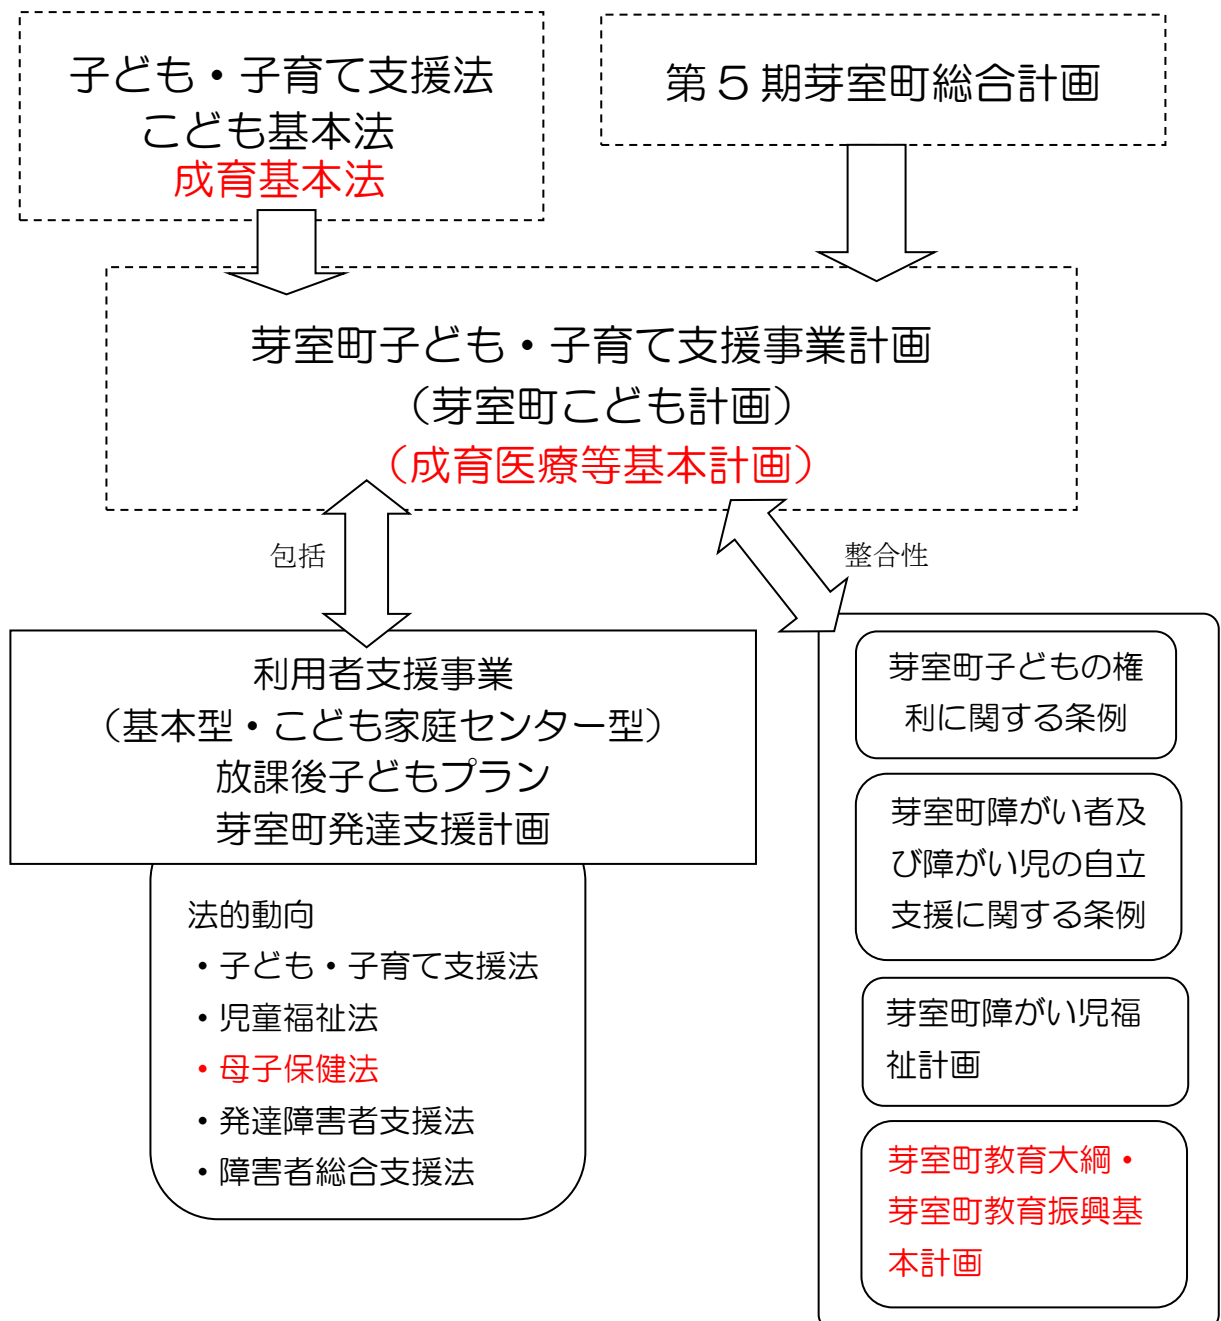 子ども・子育て支援法
こども基本法
成育基本法
第５期芽室町総合計画
芽室町子ども・子育て支援事業計画
（芽室町こども計画）
（成育医療等基本計画）
包括
整合性
利用者支援事業
（基本型・こども家庭センター型）
放課後子どもプラン
芽室町発達支援計画
法的動向
・子ども・子育て支援法
・児童福祉法
・母子保健法
・発達障害者支援法
・障害者総合支援法
芽室町子どもの権
利に関する条例
芽室町障がい者及
び障がい児の自立
支援に関する条例
芽室町障がい児福
祉計画
芽室町教育大綱・
芽室町教育振興基
本計画